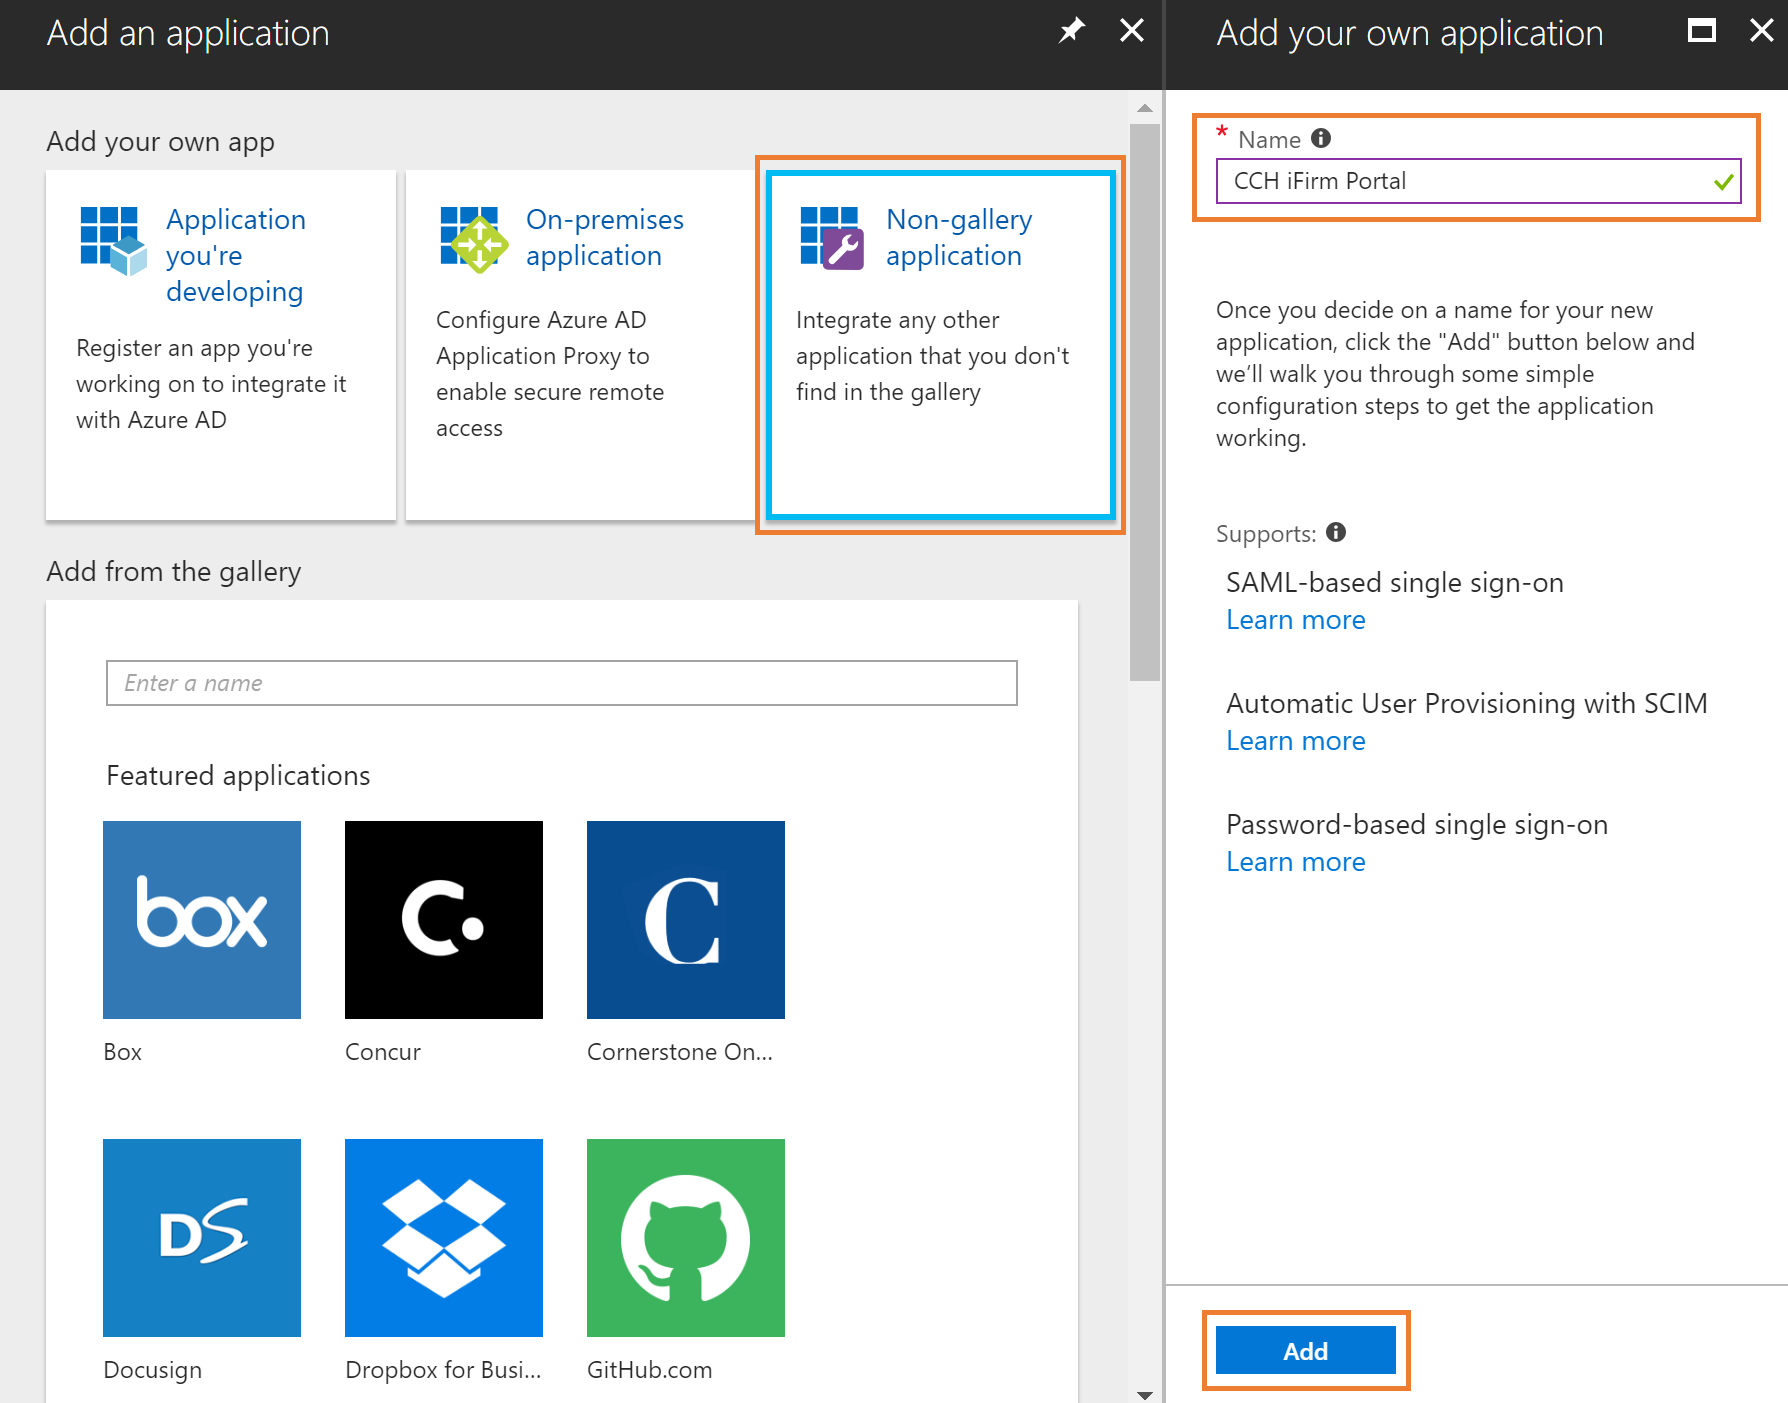 Add an application
Add your own app
Application
you're
developing
Register an app you're
working on to integrate it
with Azure AD
On-premises
application
Configure Azure AD
Application Proxy to
enable secure remote
access
Non-gallery
application
Integrate any other
application that you don't
find in the gallery
Add from the gallery
Enter a name
Featured applications
box
C.
C
Box
Concur
Cornerstone On...
DS
Docusign
Dropbox for Busi...
GitHub.com
Add your own application
* Name
CCH iFirm Portal
Once you decide on a name for your new
application, click the "Add" button below and
we’ll walk you through some simple
configuration steps to get the application
working.
Supports:
SAML-based single sign-on
Learn more
Automatic User Provisioning with SCIM
Learn more
Password-based single sign-on
Learn more
Add